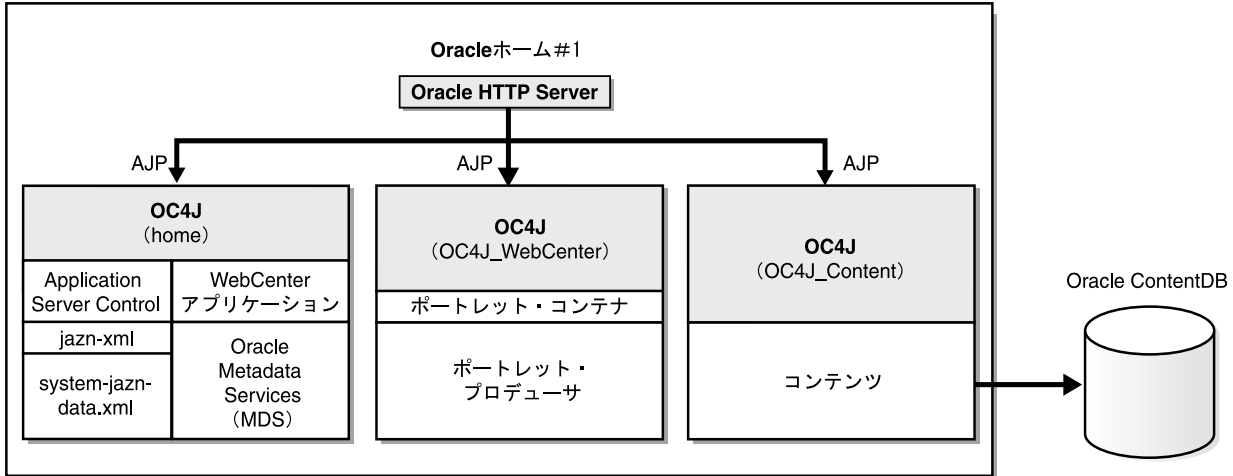 Oracleホーム#1
Oracle HTTP Server
AJP
AJP
AJP
OC4J
(home)
Application
Server Control
WebCenter
アプリケーション
jazn-xml
system-jazn-
data.xml
Oracle
Metadata
Services
(MDS)
OC4J
(OC4J_WebCenter)
ポートレット・コンテナ
ポートレット・
プロデューサ
OC4J
(OC4J_Content)
コンテンツ
Oracle ContentDB